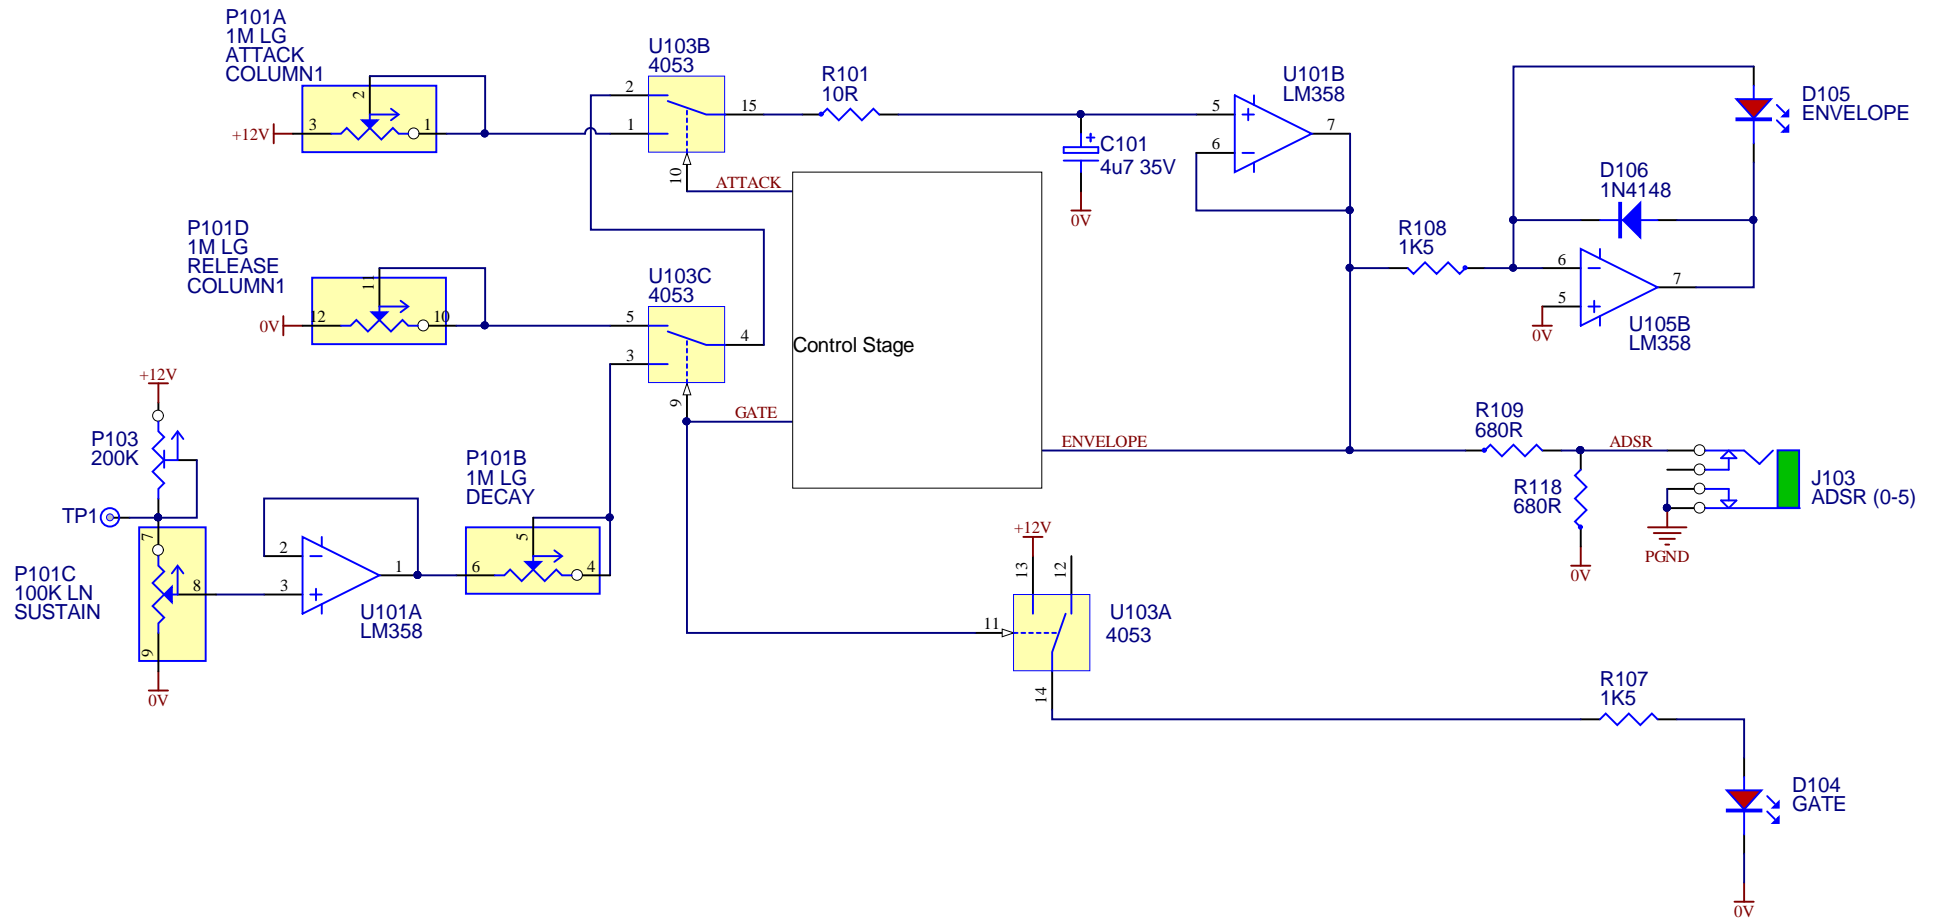 P101A
1M LG
ATTACK
COLUMN1
2
+12V
3
1
U103B
4053
2
1
15
10
ATTACK
R101
10R
+
C101
4u7 35V
0V
U101B
LM358
5
6
7
+
−
D105
ENVELOPE
D106
1N4148
R108
1K5
6
5
7
−
+
0V
U105B
LM358
P101D
1M LG
RELEASE
COLUMN1
11
0V
12
10
U103C
4053
5
3
4
9
GATE
Control Stage
ENVELOPE
+12V
P103
200K
TP1
7
P101C
100K LN
SUSTAIN
8
9
0V
2
3
1
−
+
U101A
LM358
P101B
1M LG
DECAY
5
6
4
R109
680R
ADSR
R118
680R
0V
PGND
J103
ADSR (0-5)
+12V
13
12
11
14
U103A
4053
R107
1K5
D104
GATE
0V